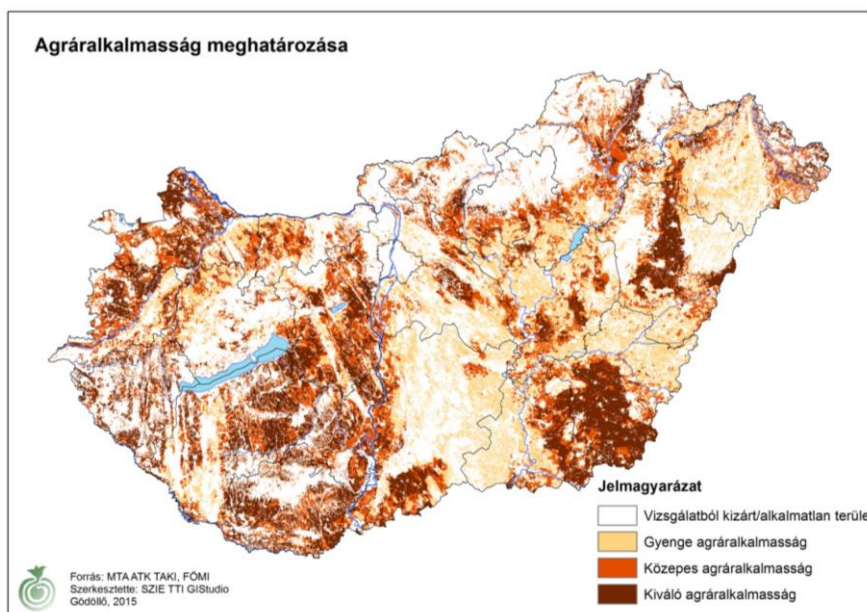 Agráralkalmasság meghatározása
Jelmagyarázat
Vizsgálatból kizárt/alkalmatlan terüle
Gyenge agráralkalmasság
Közepes agráralkalmasság
Kiváló agráralkalmasság
Forrás: MTA ATK TAKI, FÖMI
Szerkesztette: SZIE TTI GIStudio
Gödöllő, 2015